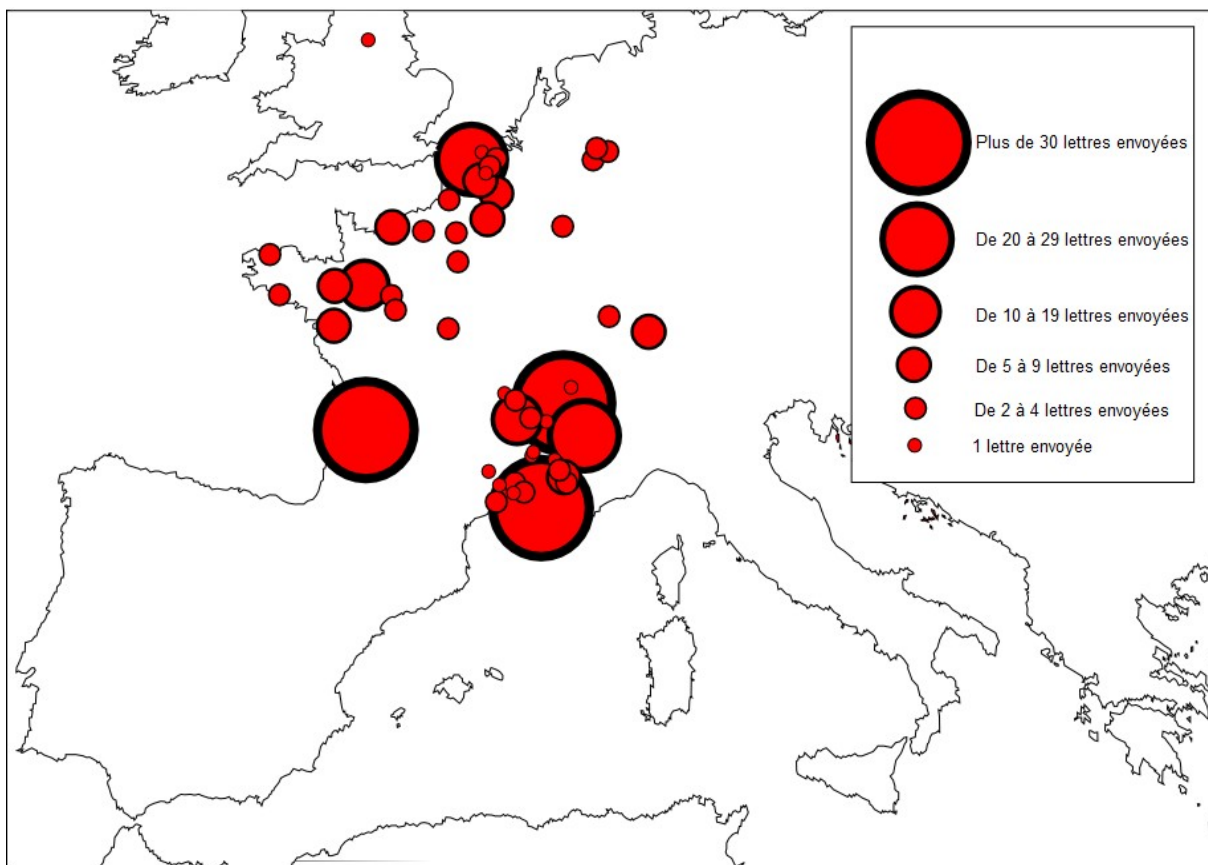 Plus de 30 lettres envoyées
De 20 à 29 lettres envoyées
De 10 à 19 lettres envoyées
De 5 à 9 lettres envoyées
De 2 à 4 lettres envoyées
1 lettre envoyée